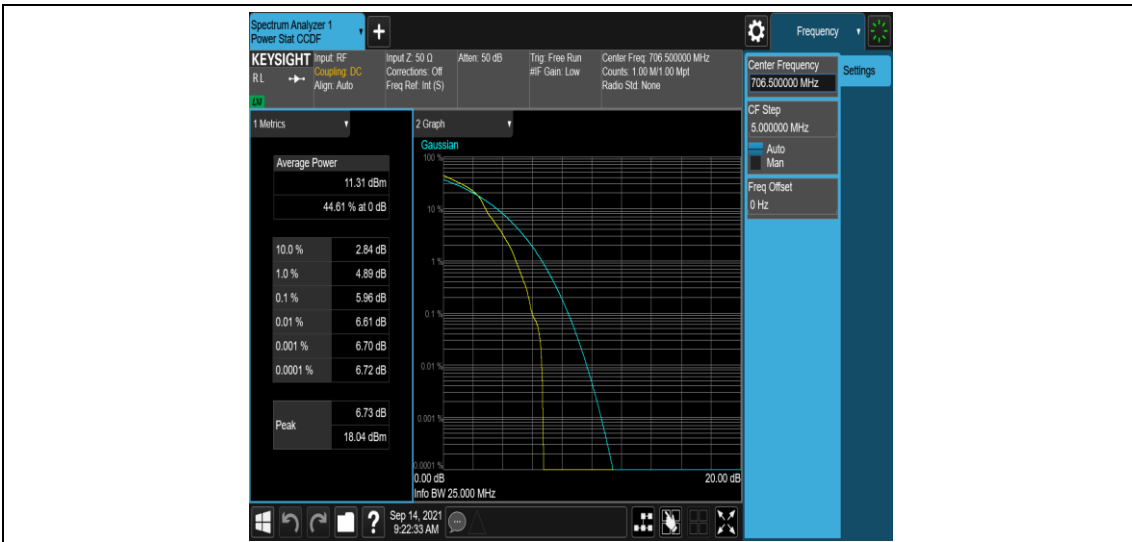 Spectrum Analyzer 1
Power Stat CCDF
Frequency
KEYSIGHT
RL
LXI
Input: RF
Coupling: DC
Align: Auto
Input Z: 50 Ω
Corrections: Off
Freq Ref: Int (S)
Atten: 50 dB
Trig: Free Run
#IF Gain: Low
Center Freq: 706.500000 MHz
Counts: 1.00 M/1.00 Mpt
Radio Std: None
Center Frequency
706.500000 MHz
Settings
CF Step
5.000000 MHz
Auto
Man
Freq Offset
0 Hz
1 Metrics
Average Power
11.31 dBm
44.61 % at 0 dB
10.0 % 2.84 dB
1.0 % 4.89 dB
0.1 % 5.96 dB
0.01 % 6.61 dB
0.001 % 6.70 dB
0.0001 % 6.72 dB
Peak
6.73 dB
18.04 dBm
2 Graph
Gaussian
100 %
10 %
1 %
0.1 %
0.01 %
0.001 %
0.0001 %
0.00 dB 20.00 dB
Info BW 25.000 MHz
?
Sep 14, 2021
9:22:33 AM